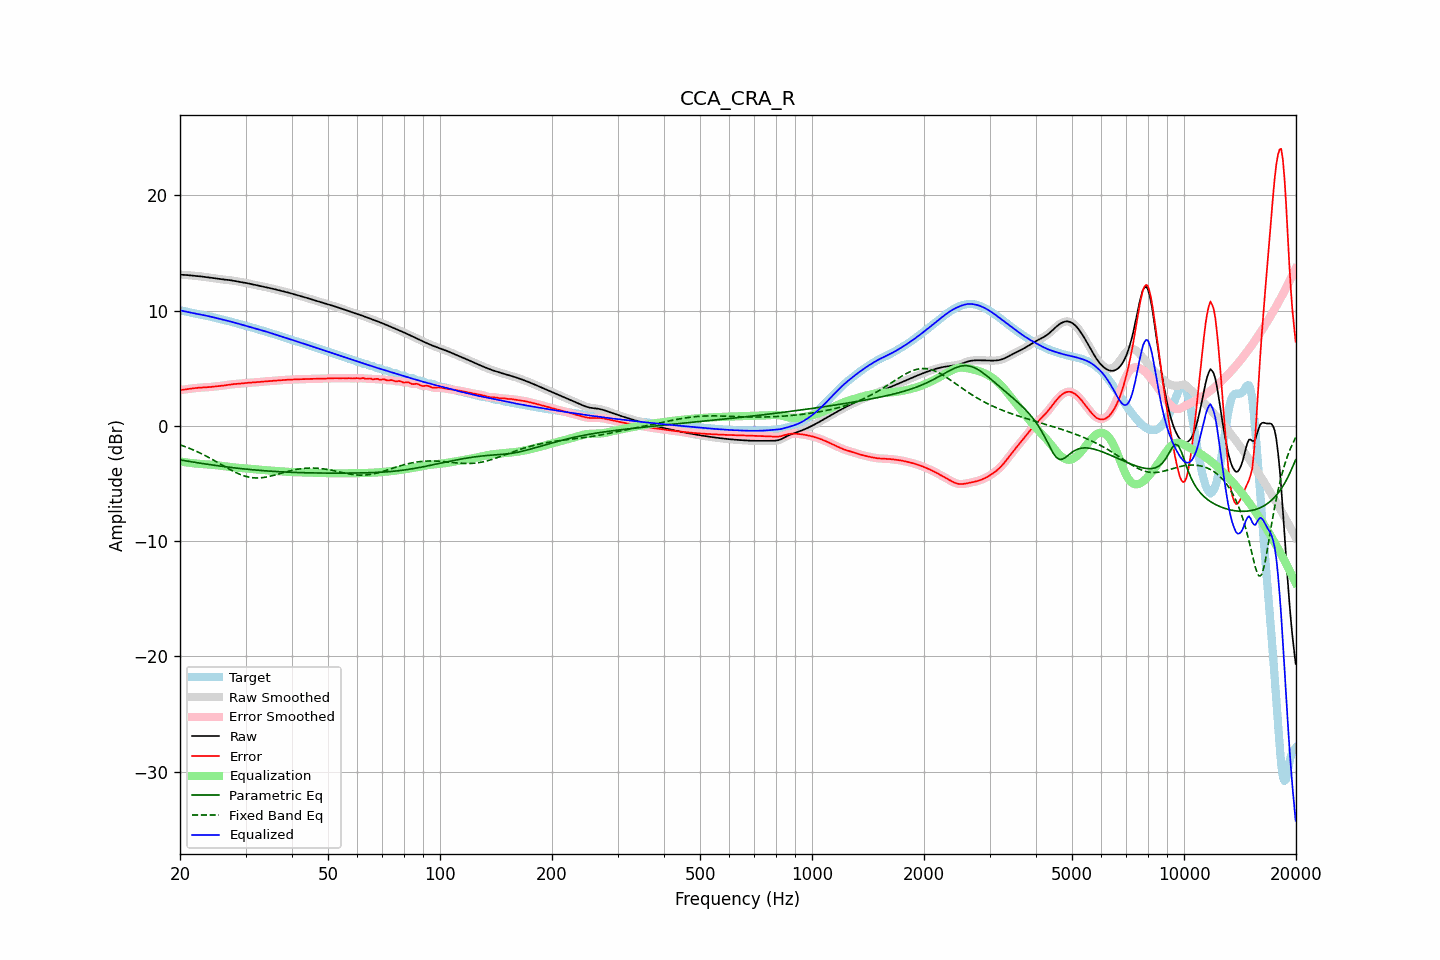 CCA_CRA_R
Amplitude (dBr)
20
10
0
−10
−20
−30
Target
Raw Smoothed
Error Smoothed
Raw
Error
Equalization
Parametric Eq
Fixed Band Eq
Equalized
20 50 100 200 500 1000 2000 5000 10000 20000
Frequency (Hz)